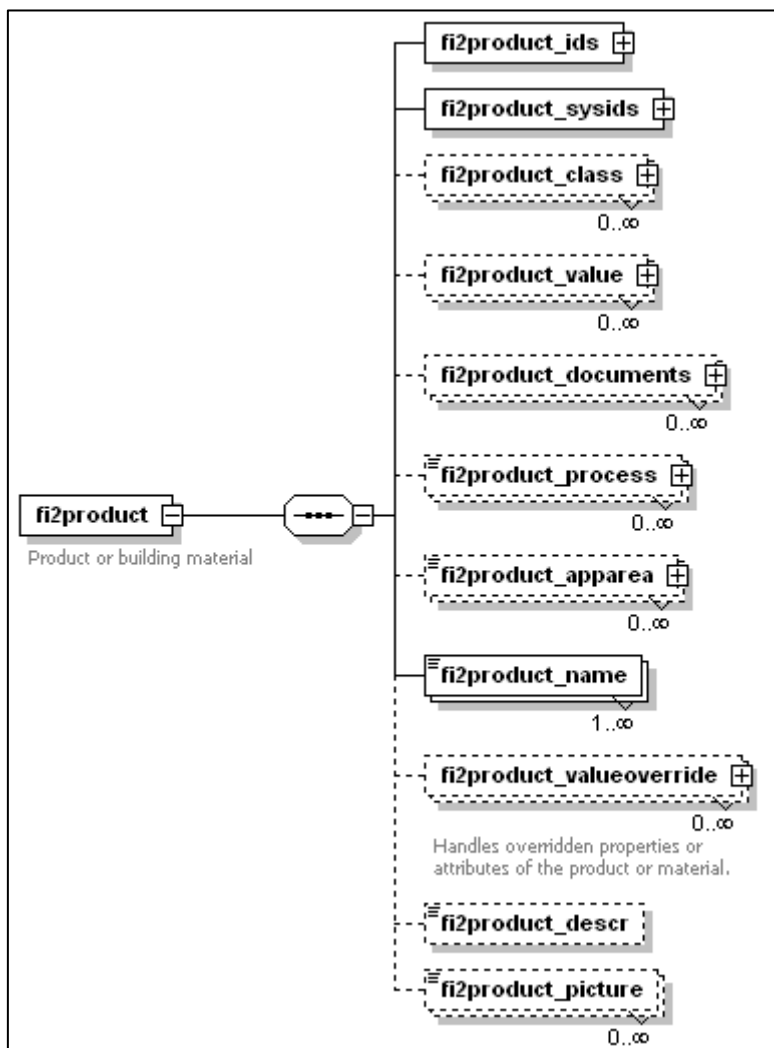 fi2product_ids
fi2product_sysids
fi2product_class
0..∞
fi2product_value
0..∞
fi2product_documents
0..∞
fi2product_process
0..∞
fi2product
Product or building material
fi2product_apparea
0..∞
fi2product_name
1..∞
fi2product_valueoverride
0..∞
Handles overridden properties or
attributes of the product or material.
fi2product_descr
fi2product_picture
0..∞